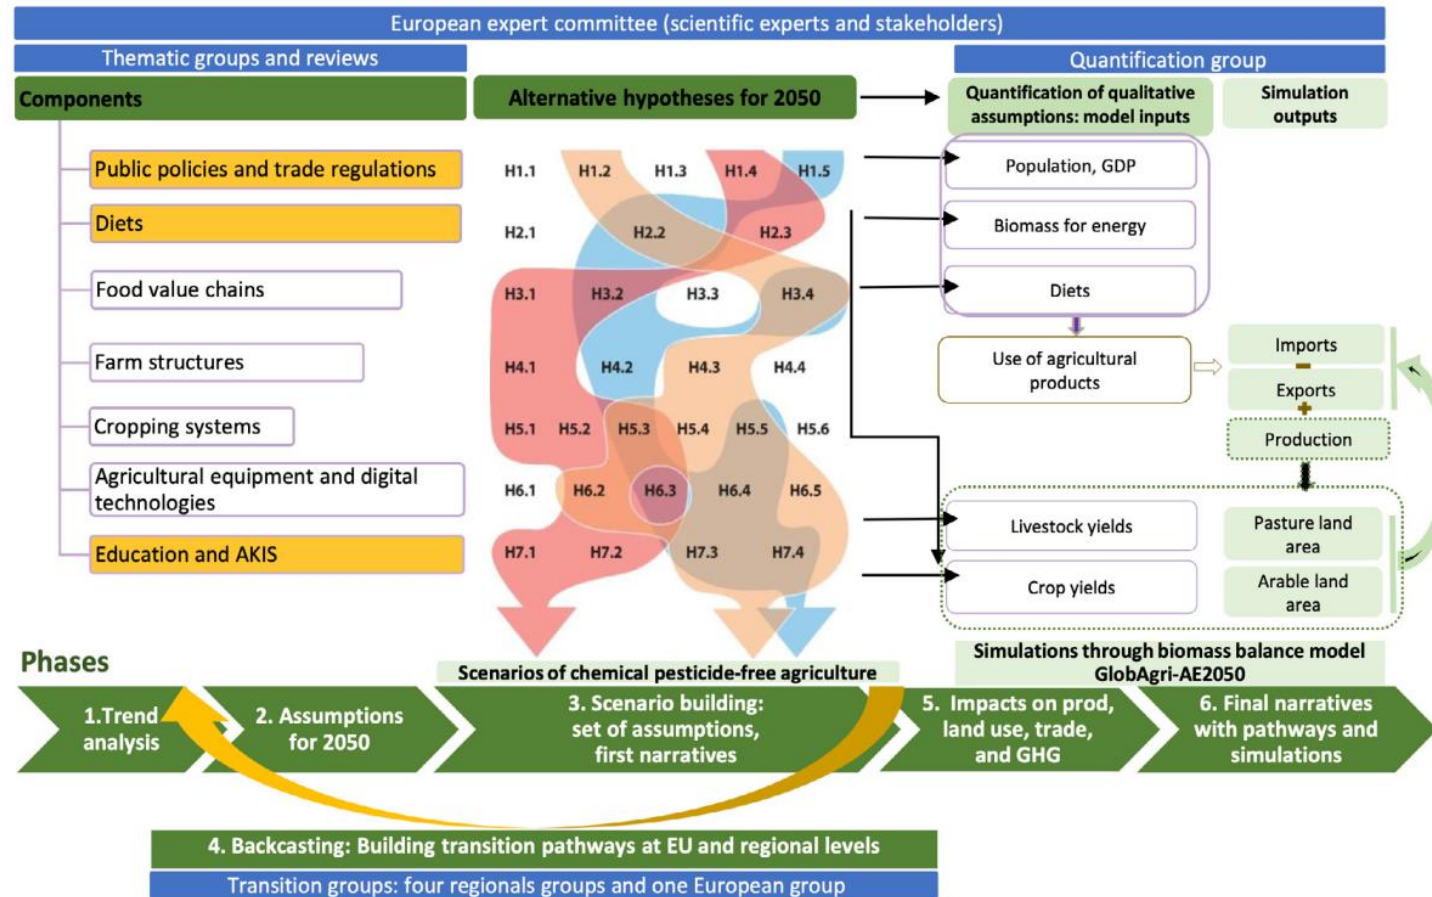 European expert committee (scientific experts and stakeholders)
Thematic groups and reviews
Quantification group
Components
Alternative hypotheses for 2050
Quantification of qualitative
assumptions: model inputs
Simulation
outputs
Public policies and trade regulations
Diets
Food value chains
Farm structures
Cropping systems
Agricultural equipment and digital
technologies
Education and AKIS
H1.1 H1.2 H1.3 H1.4 H1.5
H2.1 H2.2 H2.3
H3.1 H3.2 H3.3 H3.4
H4.1 H4.2 H4.3 H4.4
H5.1 H5.2 H5.3 H5.4 H5.5 H5.6
H6.1 H6.2 H6.3 H6.4 H6.5
H7.1 H7.2 H7.3 H7.4
Population, GDP
Biomass for energy
Diets
Use of agricultural
products
Imports
-
Exports
+
Production
Livestock yields
Crop yields
Pasture land
area
Arable land
area
Phases
Scenarios of chemical pesticide-free agriculture
Simulations through biomass balance model
GlobAgri-AE2050
1.Trend
analysis
2. Assumptions
for 2050
3. Scenario building:
set of assumptions,
first narratives
5. Impacts on prod,
land use, trade,
and GHG
6. Final narratives
with pathways and
simulations
4. Backcasting: Building transition pathways at EU and regional levels
Transition groups: four regionals groups and one European group